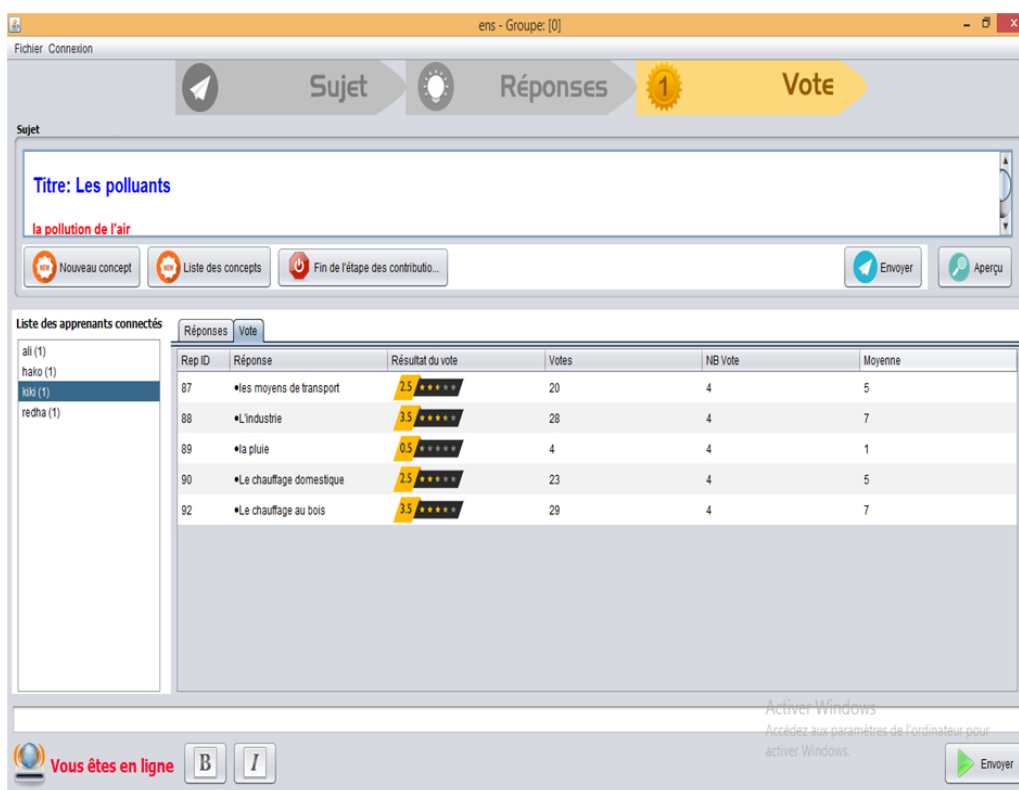 ens - Groupe: [0]
Fichier Connexion
Sujet Réponses 1 Vote
Sujet
Titre: Les polluants
la pollution de l'air
NEW Nouveau concept NEW Liste des concepts Fin de l'étape des contributio... Envoyer Aperçu
Liste des apprenants connectés
ali (1)
hako (1)
kiki (1)
redha (1)
Réponses Vote
Rep ID Réponse Résultat du vote Votes NB Vote Moyenne
87 •les moyens de transport 2.5 20 4 5
88 •L'industrie 3.5 28 4 7
89 •la pluie 0.5 4 4 1
90 •Le chauffage domestique 2.5 23 4 5
92 •Le chauffage au bois 3.5 29 4 7
Activer Windows
Accédez aux paramètres de l'ordinateur pour
activer Windows.
Vous êtes en ligne B I Envoyer